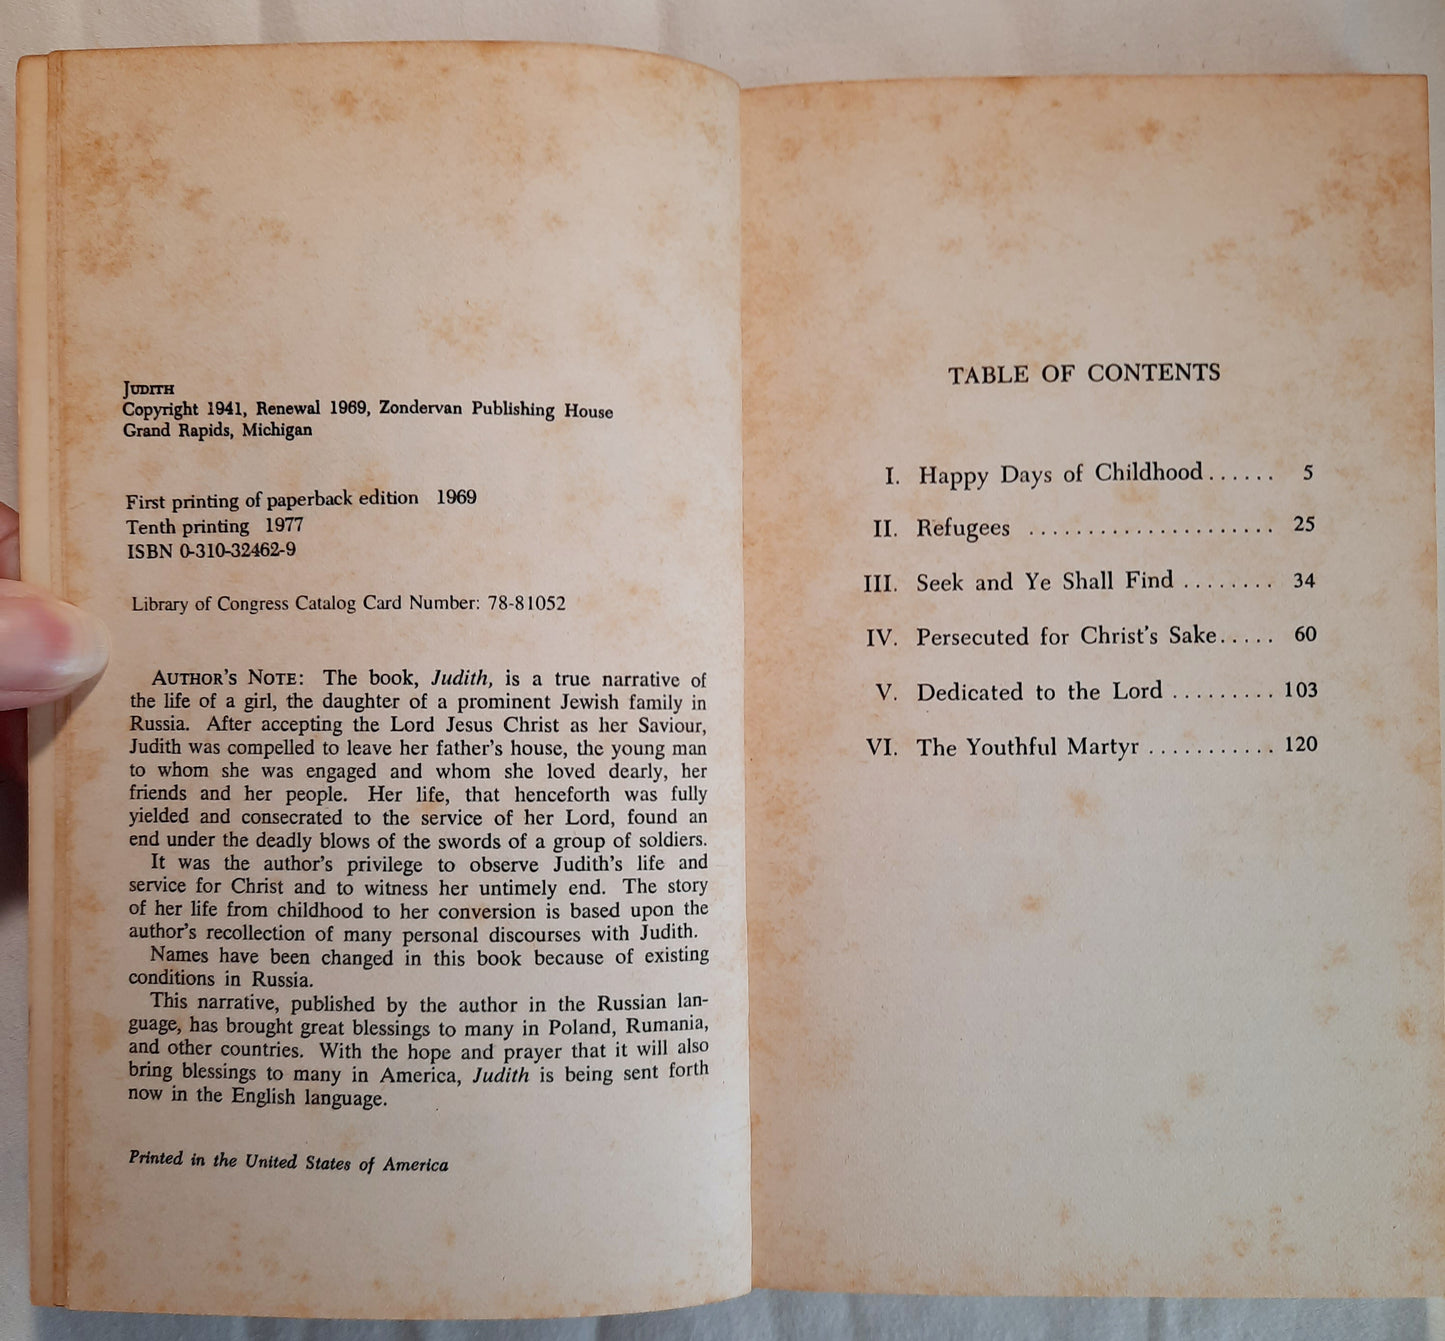 JUDITH
Copyright 1941, Renewal 1969, Zondervan Publishing House
Grand Rapids, Michigan
First printing of paperback edition 1969
Tenth printing 1977
ISBN 0-310-32462-9
Library of Congress Catalog Card Number: 78-81052
AUTHOR'S NOTE: The book, Judith, is a true narrative of
the life of a girl, the daughter of a prominent Jewish family in
Russia. After accepting the Lord Jesus Christ as her Saviour,
Judith was compelled to leave her father's house, the young man
to whom she was engaged and whom she loved dearly, her
friends and her people. Her life, that henceforth was fully
yielded and consecrated to the service of her Lord, found an
end under the deadly blows of the swords of a group of soldiers.
It was the author's privilege to observe Judith's life and
service for Christ and to witness her untimely end. The story
of her life from childhood to her conversion is based upon the
author's recollection of many personal discourses with Judith.
Names have been changed in this book because of existing
conditions in Russia.
This narrative, published by the author in the Russian lan-
guage, has brought great blessings to many in Poland, Rumania,
and other countries. With the hope and prayer that it will also
bring blessings to many in America, Judith is being sent forth
now in the English language.
Printed in the United States of America
TABLE OF CONTENTS
I. Happy Days of Childhood...... 5
II. Refugees ..................... 25
III. Seek and Ye Shall Find ........ 34
IV. Persecuted for Christ's Sake..... 60
V. Dedicated to the Lord ......... 103
VI. The Youthful Martyr ........... 120